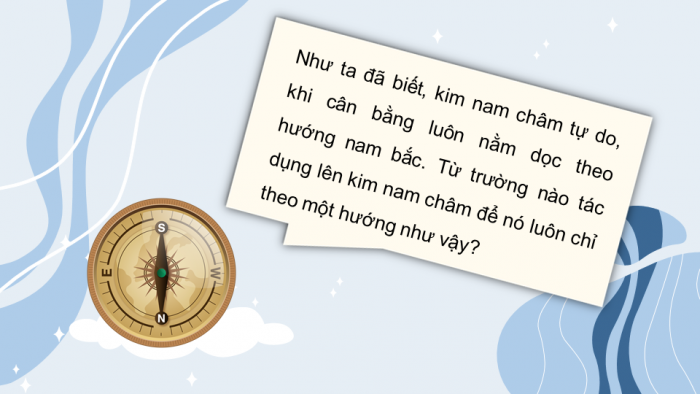 Như ta đã biết, kim nam châm tự do,
khi cân bằng luôn nằm dọc theo
hướng nam bắc. Từ trường nào tác
dụng lên kim nam châm để nó luôn chỉ
theo một hướng như vậy?
S
E
W
N